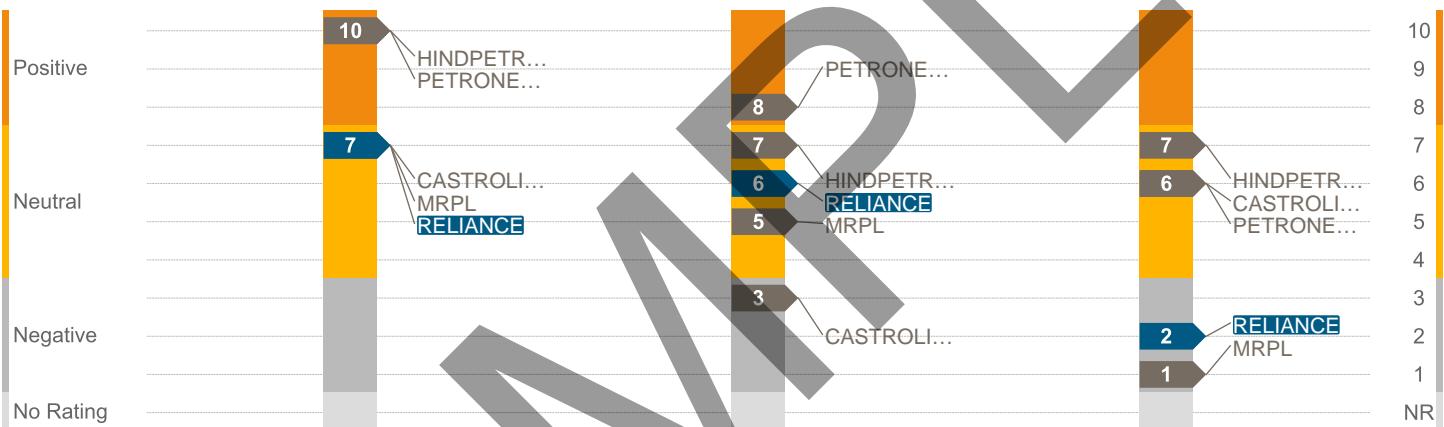 Positive
Neutral
Negative
No Rating
10
HINDPETR...
PETRONE...
7
CASTROLI...
MRPL
RELIANCE
PETRONE...
8
7
6
5
HINDPETR...
RELIANCE
MRPL
3
CASTROLI...
7
6
HINDPETR...
CASTROLI...
PETRONE...
2
RELIANCE
MRPL
1
10
9
8
7
6
5
4
3
2
1
NR